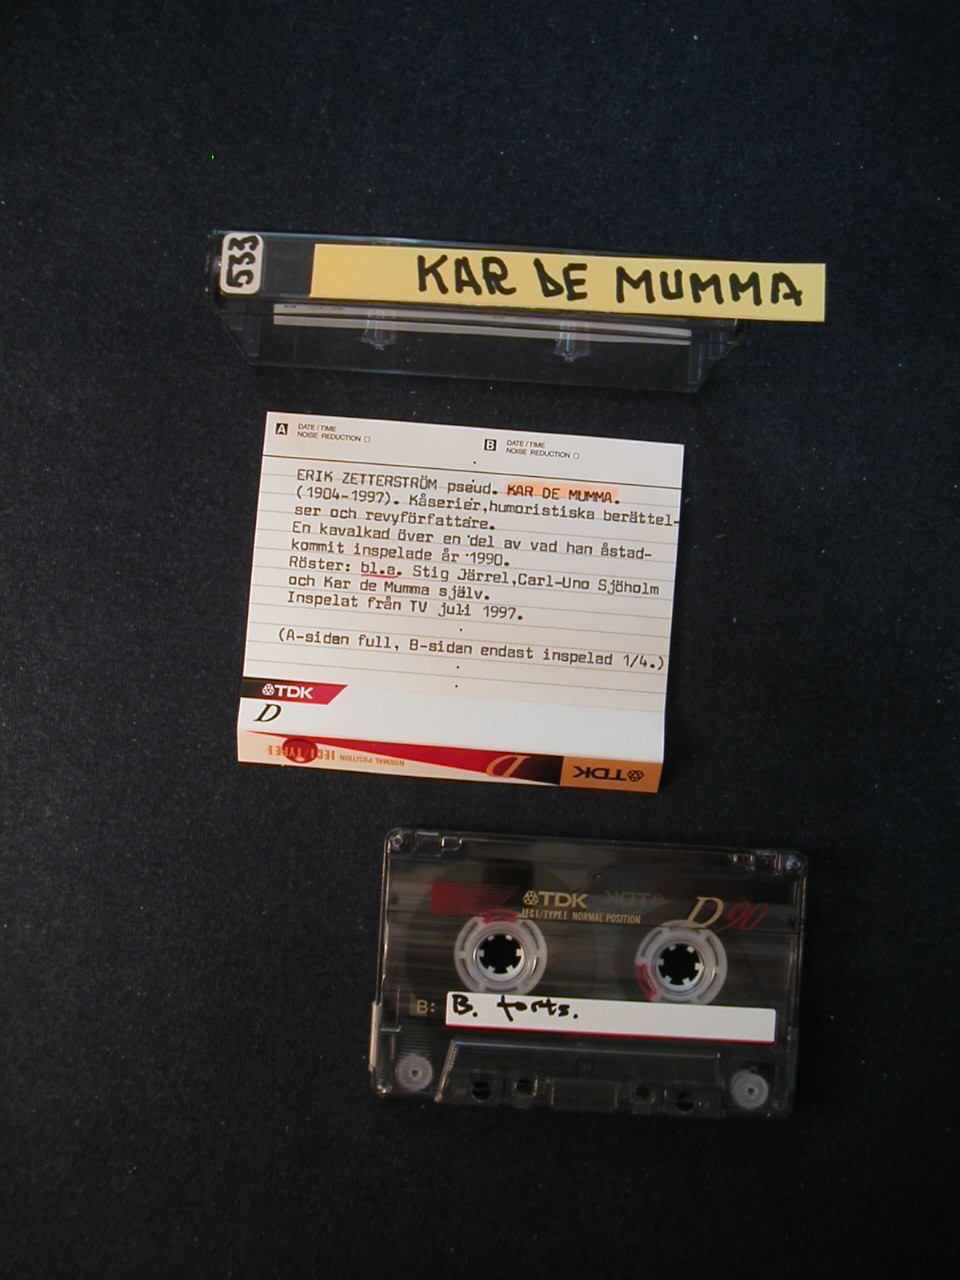 533
KAR DE MUMMA
A DATE/TIME
NOISE REDUCTION
B DATE/TIME
NOISE REDUCTION
ERIK ZETTERSTRÖM pseud. KAR DE MUMMA.
(1904-1997). Kåserier,humoristiska berättel-
ser och revyförfattare.
En kavalkad över en del av vad han åstad-
kommit inspelade år 1990.
Röster: bl.a. Stig Järrel,Carl-Uno Sjöholm
och Kar de Mumma själv.
Inspelat från TV juli 1997.
(A-sidan full, B-sidan endast inspelad 1/4.)
TDK
D
TDK
D
NORMAL POSITION
IECI/TYPE I
TDK
IECI/TYPE I NORMAL POSITION
D90
B:
B. forts.